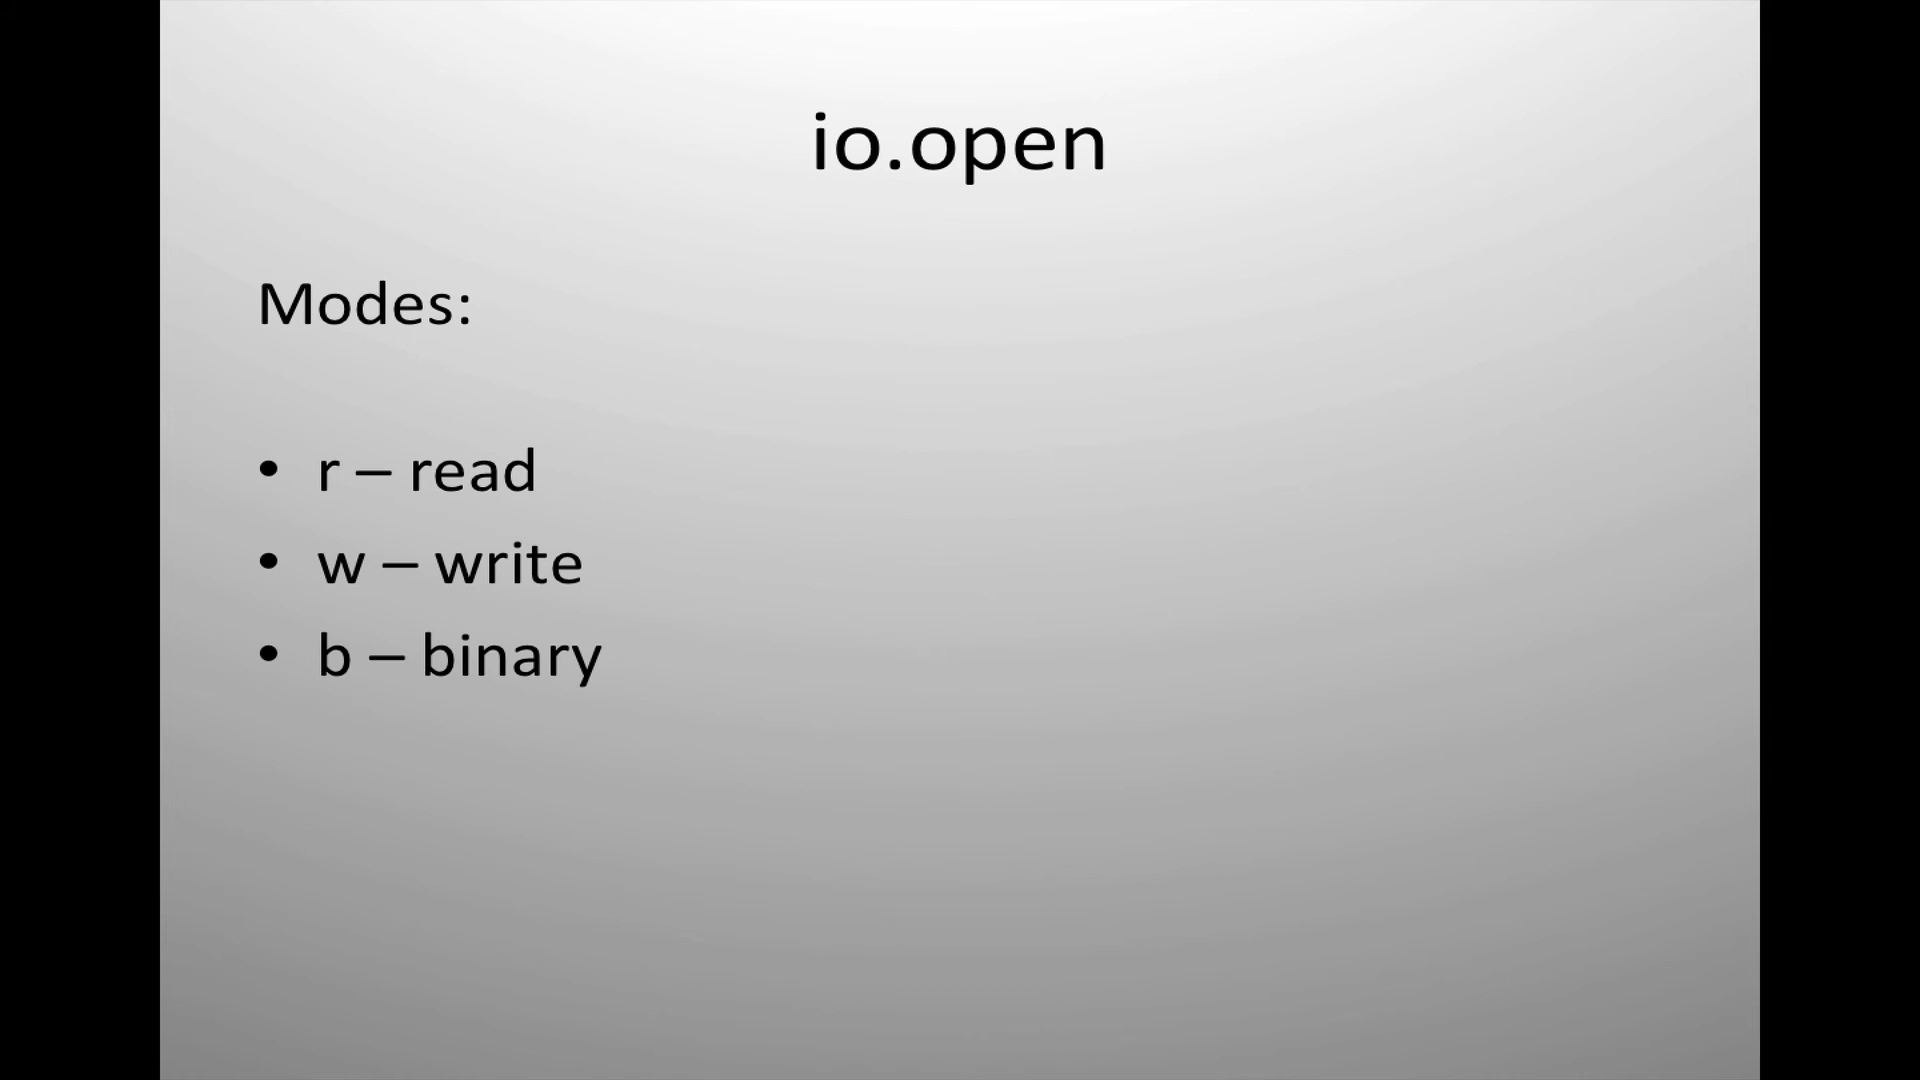 io.open
Modes:
• r – read
• w – write
• b – binary